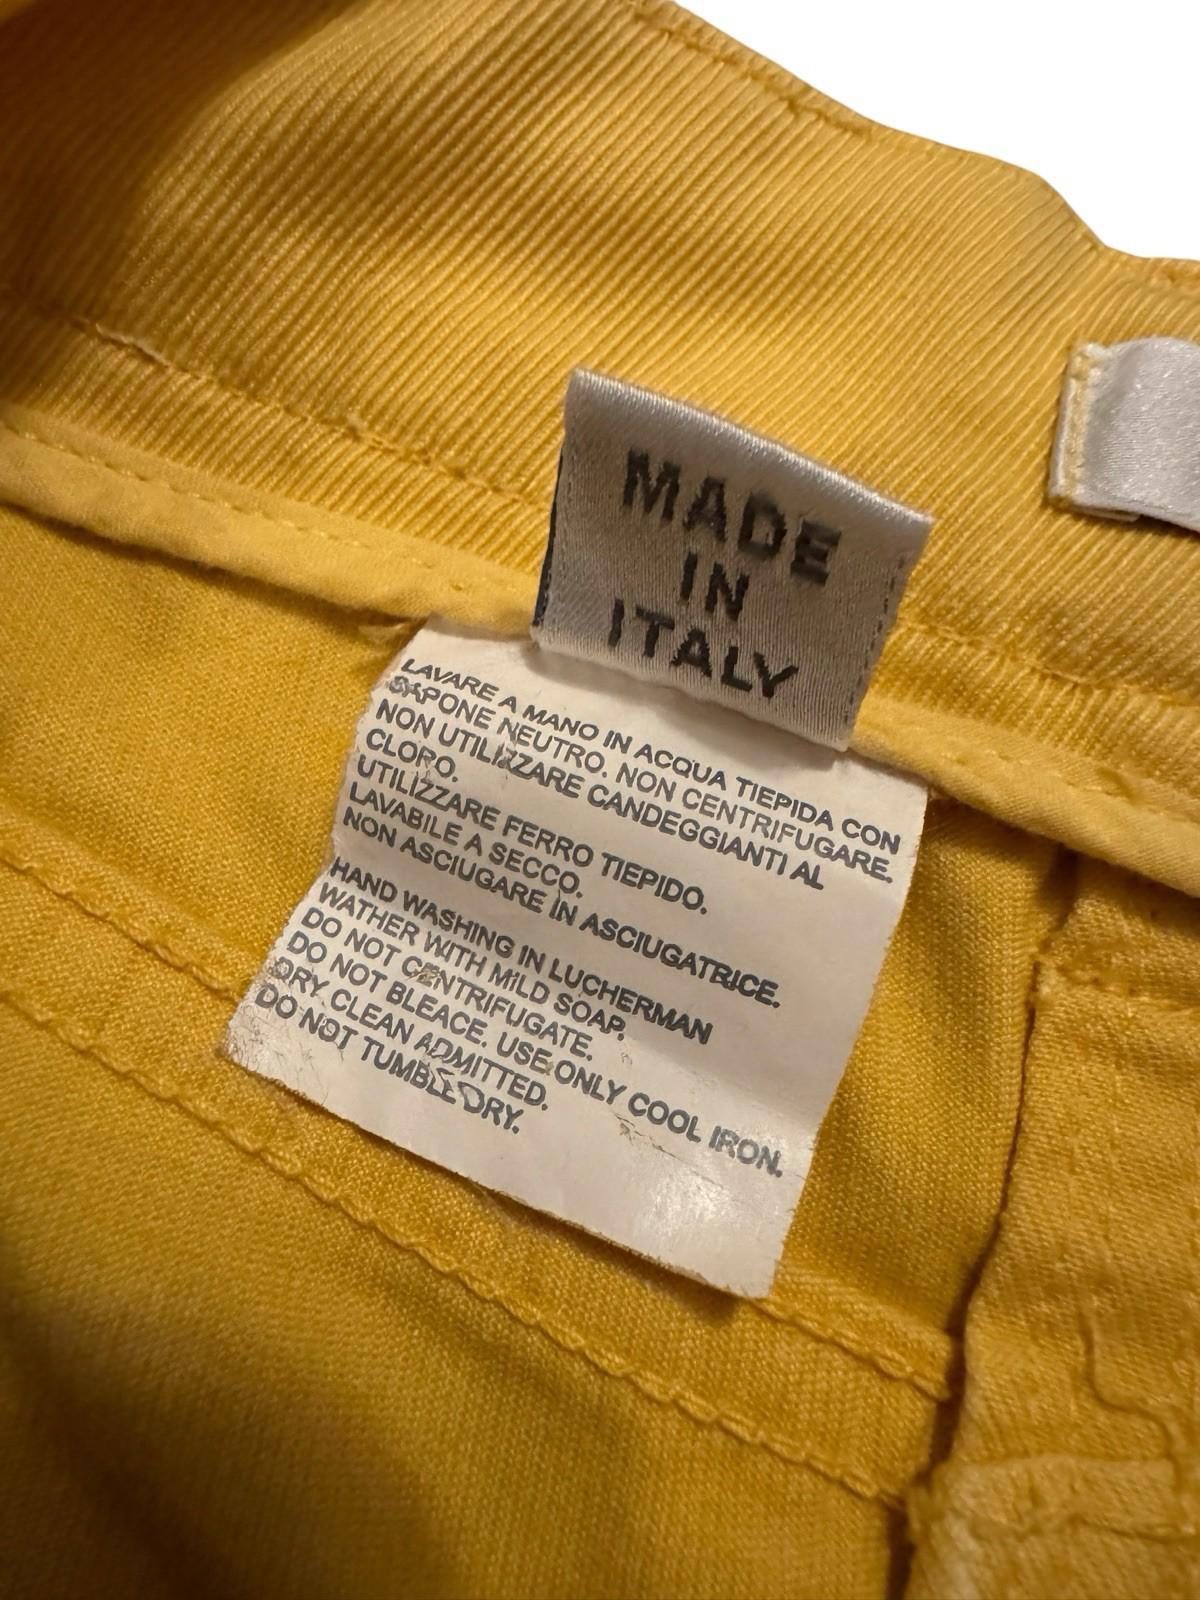 MADE
IN
ITALY
LAVARE A MANO IN ACQUA TIEPIDA CON
SAPONE NEUTRO. NON CENTRIFUGARE.
NON UTILIZZARE CANDEGGIANTI AL
CLORO.
UTILIZZARE FERRO TIEPIDO.
LAVABILE A SECCO.
NON ASCIUGARE IN ASCIUGATRICE.
HAND WASHING IN LUCHERMAN
WATHER WITH MILD SOAP.
DO NOT CENTRIFUGATE.
DO NOT BLEACE. USE ONLY COOL IRON.
DRY CLEAN ADMITTED.
DO NOT TUMBLE DRY.